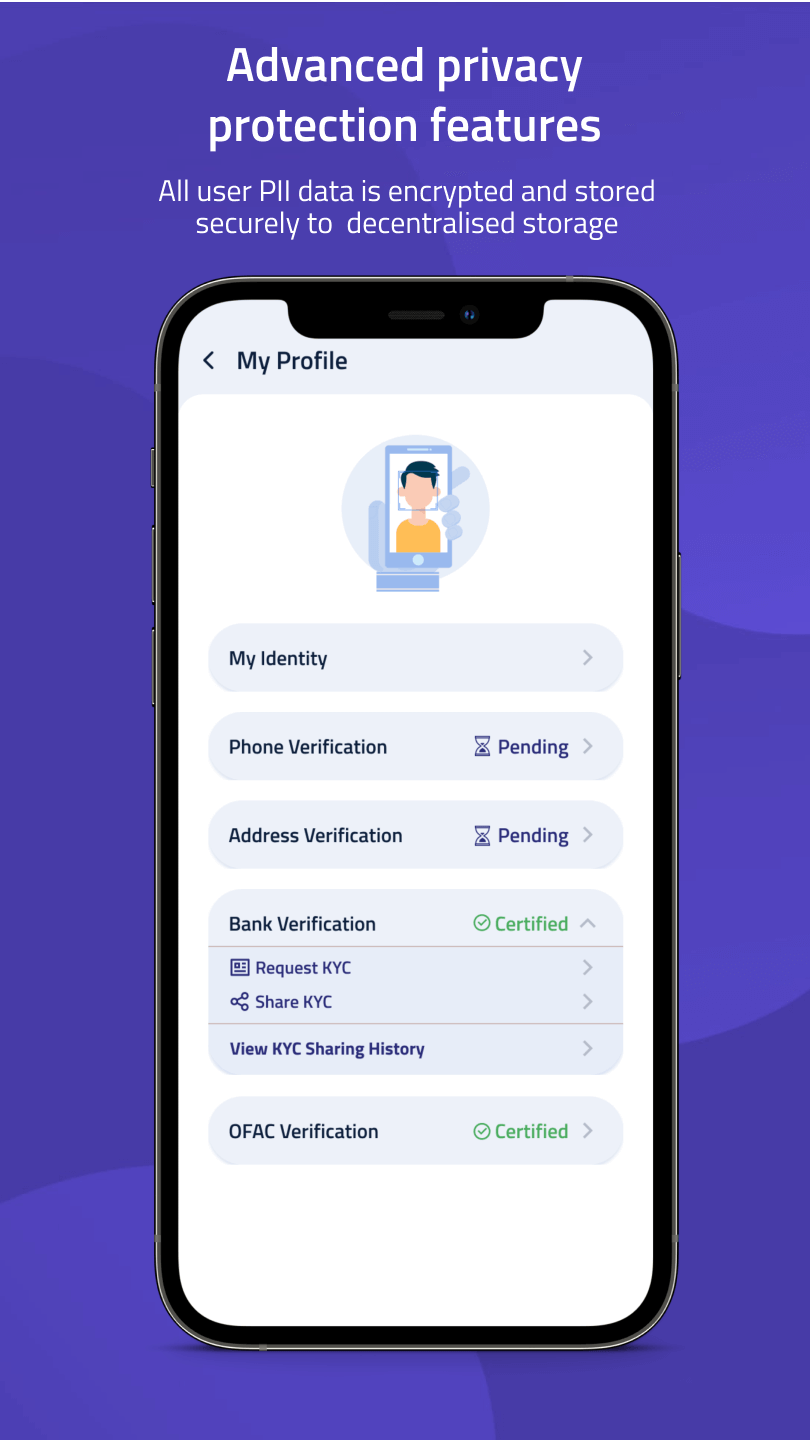 Advanced privacy
protection features
All user PII data is encrypted and stored
securely to  decentralised storage
My Profile
My Identity
Phone Verification Pending
Address Verification Pending
Bank Verification Certified
Request KYC
Share KYC
View KYC Sharing History
OFAC Verification Certified